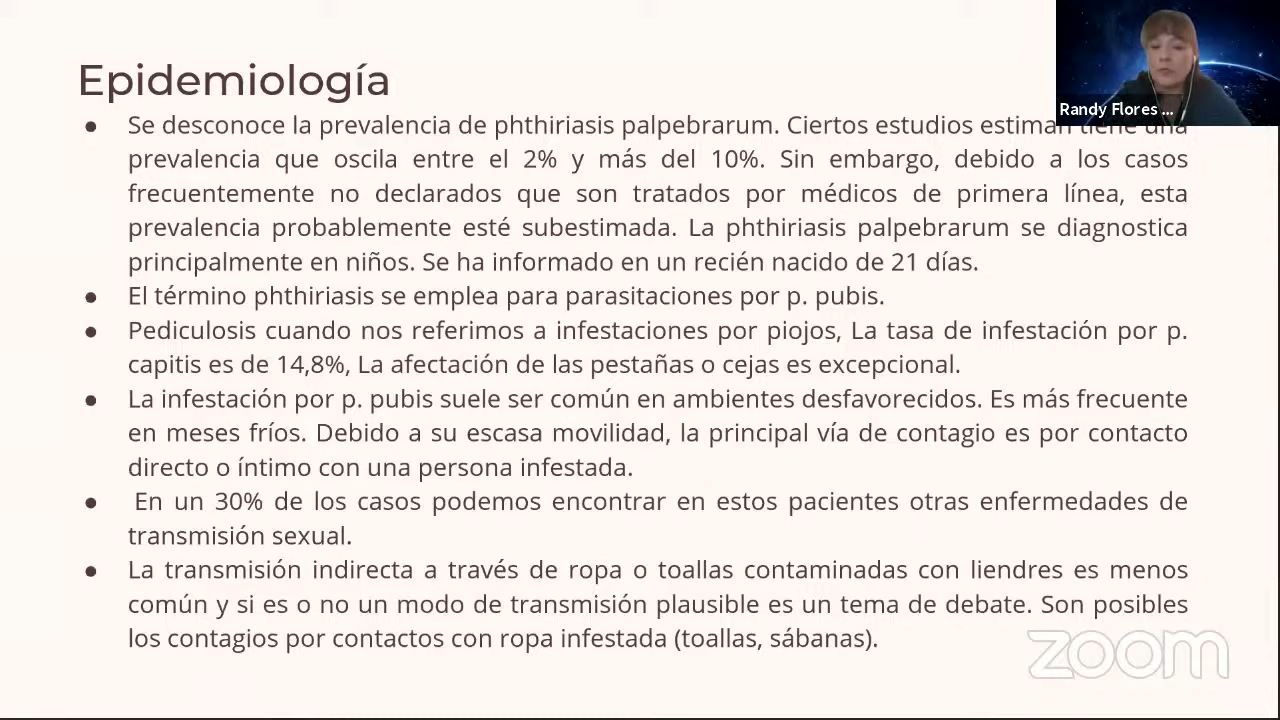 Epidemiología
Randy Flores ...
● Se desconoce la prevalencia de phthiriasis palpebrarum. Ciertos estudios estiman tiene una
prevalencia que oscila entre el 2% y más del 10%. Sin embargo, debido a los casos
frecuentemente no declarados que son tratados por médicos de primera línea, esta
prevalencia probablemente esté subestimada. La phthiriasis palpebrarum se diagnostica
principalmente en niños. Se ha informado en un recién nacido de 21 días.
● El término phthiriasis se emplea para parasitaciones por p. pubis.
● Pediculosis cuando nos referimos a infestaciones por piojos, La tasa de infestación por p.
capitis es de 14,8%, La afectación de las pestañas o cejas es excepcional.
● La infestación por p. pubis suele ser común en ambientes desfavorecidos. Es más frecuente
en meses fríos. Debido a su escasa movilidad, la principal vía de contagio es por contacto
directo o íntimo con una persona infestada.
● En un 30% de los casos podemos encontrar en estos pacientes otras enfermedades de
transmisión sexual.
● La transmisión indirecta a través de ropa o toallas contaminadas con liendres es menos
común y si es o no un modo de transmisión plausible es un tema de debate. Son posibles
los contagios por contactos con ropa infestada (toallas, sábanas).
zoom